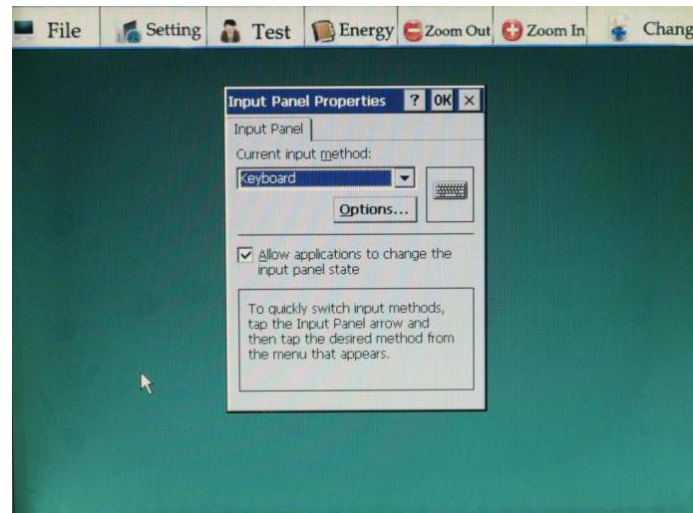 File Setting Test Energy Zoom Out Zoom In Chang
Input Panel Properties ? OK ×
Input Panel
Current input method:
Keyboard
Options...
Allow applications to change the
input panel state
To quickly switch input methods,
tap the Input Panel arrow and
then tap the desired method from
the menu that appears.